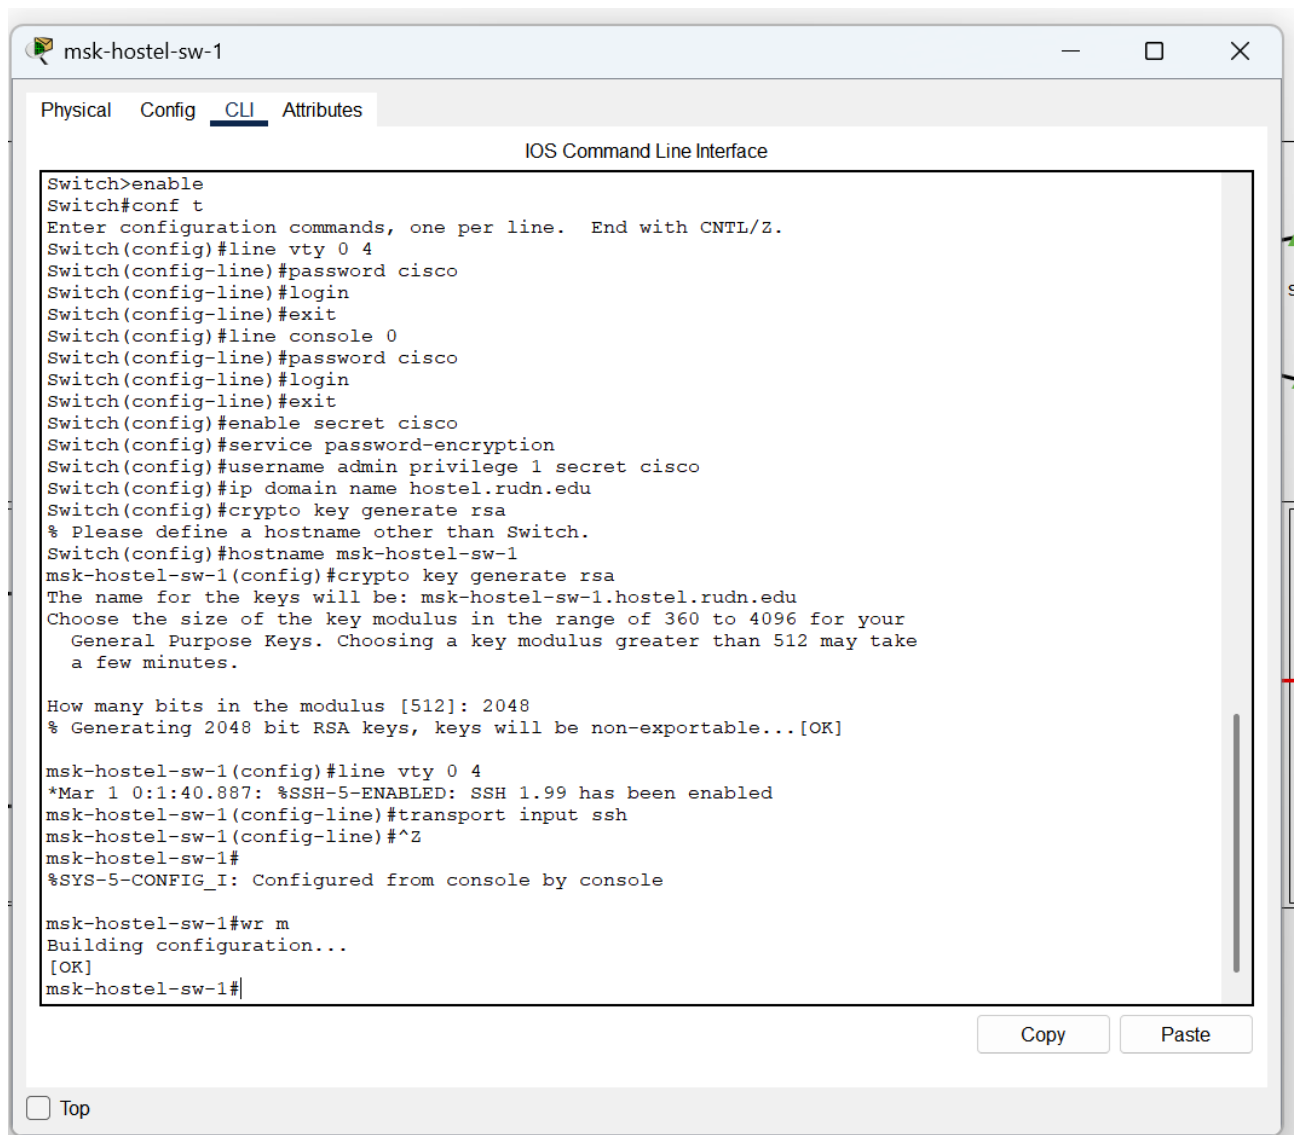 msk-hostel-sw-1
Physical Config CLI Attributes
IOS Command Line Interface
Switch>enable
Switch#conf t
Enter configuration commands, one per line.  End with CNTL/Z.
Switch(config)#line vty 0 4
Switch(config-line)#password cisco
Switch(config-line)#login
Switch(config-line)#exit
Switch(config)#line console 0
Switch(config-line)#password cisco
Switch(config-line)#login
Switch(config-line)#exit
Switch(config)#enable secret cisco
Switch(config)#service password-encryption
Switch(config)#username admin privilege 1 secret cisco
Switch(config)#ip domain name hostel.rudn.edu
Switch(config)#crypto key generate rsa
% Please define a hostname other than Switch.
Switch(config)#hostname msk-hostel-sw-1
msk-hostel-sw-1(config)#crypto key generate rsa
The name for the keys will be: msk-hostel-sw-1.hostel.rudn.edu
Choose the size of the key modulus in the range of 360 to 4096 for your
  General Purpose Keys. Choosing a key modulus greater than 512 may take
  a few minutes.
How many bits in the modulus [512]: 2048
% Generating 2048 bit RSA keys, keys will be non-exportable...[OK]
msk-hostel-sw-1(config)#line vty 0 4
*Mar 1 0:1:40.887: %SSH-5-ENABLED: SSH 1.99 has been enabled
msk-hostel-sw-1(config-line)#transport input ssh
msk-hostel-sw-1(config-line)#^Z
msk-hostel-sw-1#
%SYS-5-CONFIG_I: Configured from console by console
msk-hostel-sw-1#wr m
Building configuration...
[OK]
msk-hostel-sw-1#
Copy Paste
Top